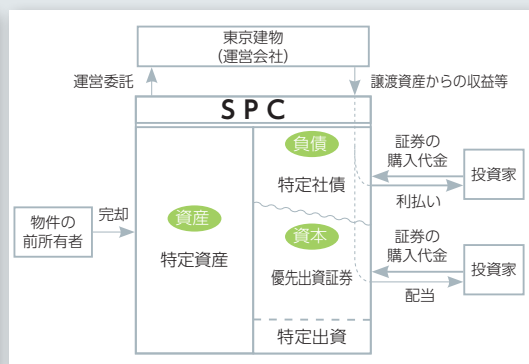 東京建物
（運営会社）
運営委託
譲渡資産からの収益等
SPC
負債
特定社債
証券の
購入代金
投資家
利払い
物件の
前所有者
完却
資産
特定資産
資本
優先出資証券
証券の
購入代金
投資家
配当
特定出資